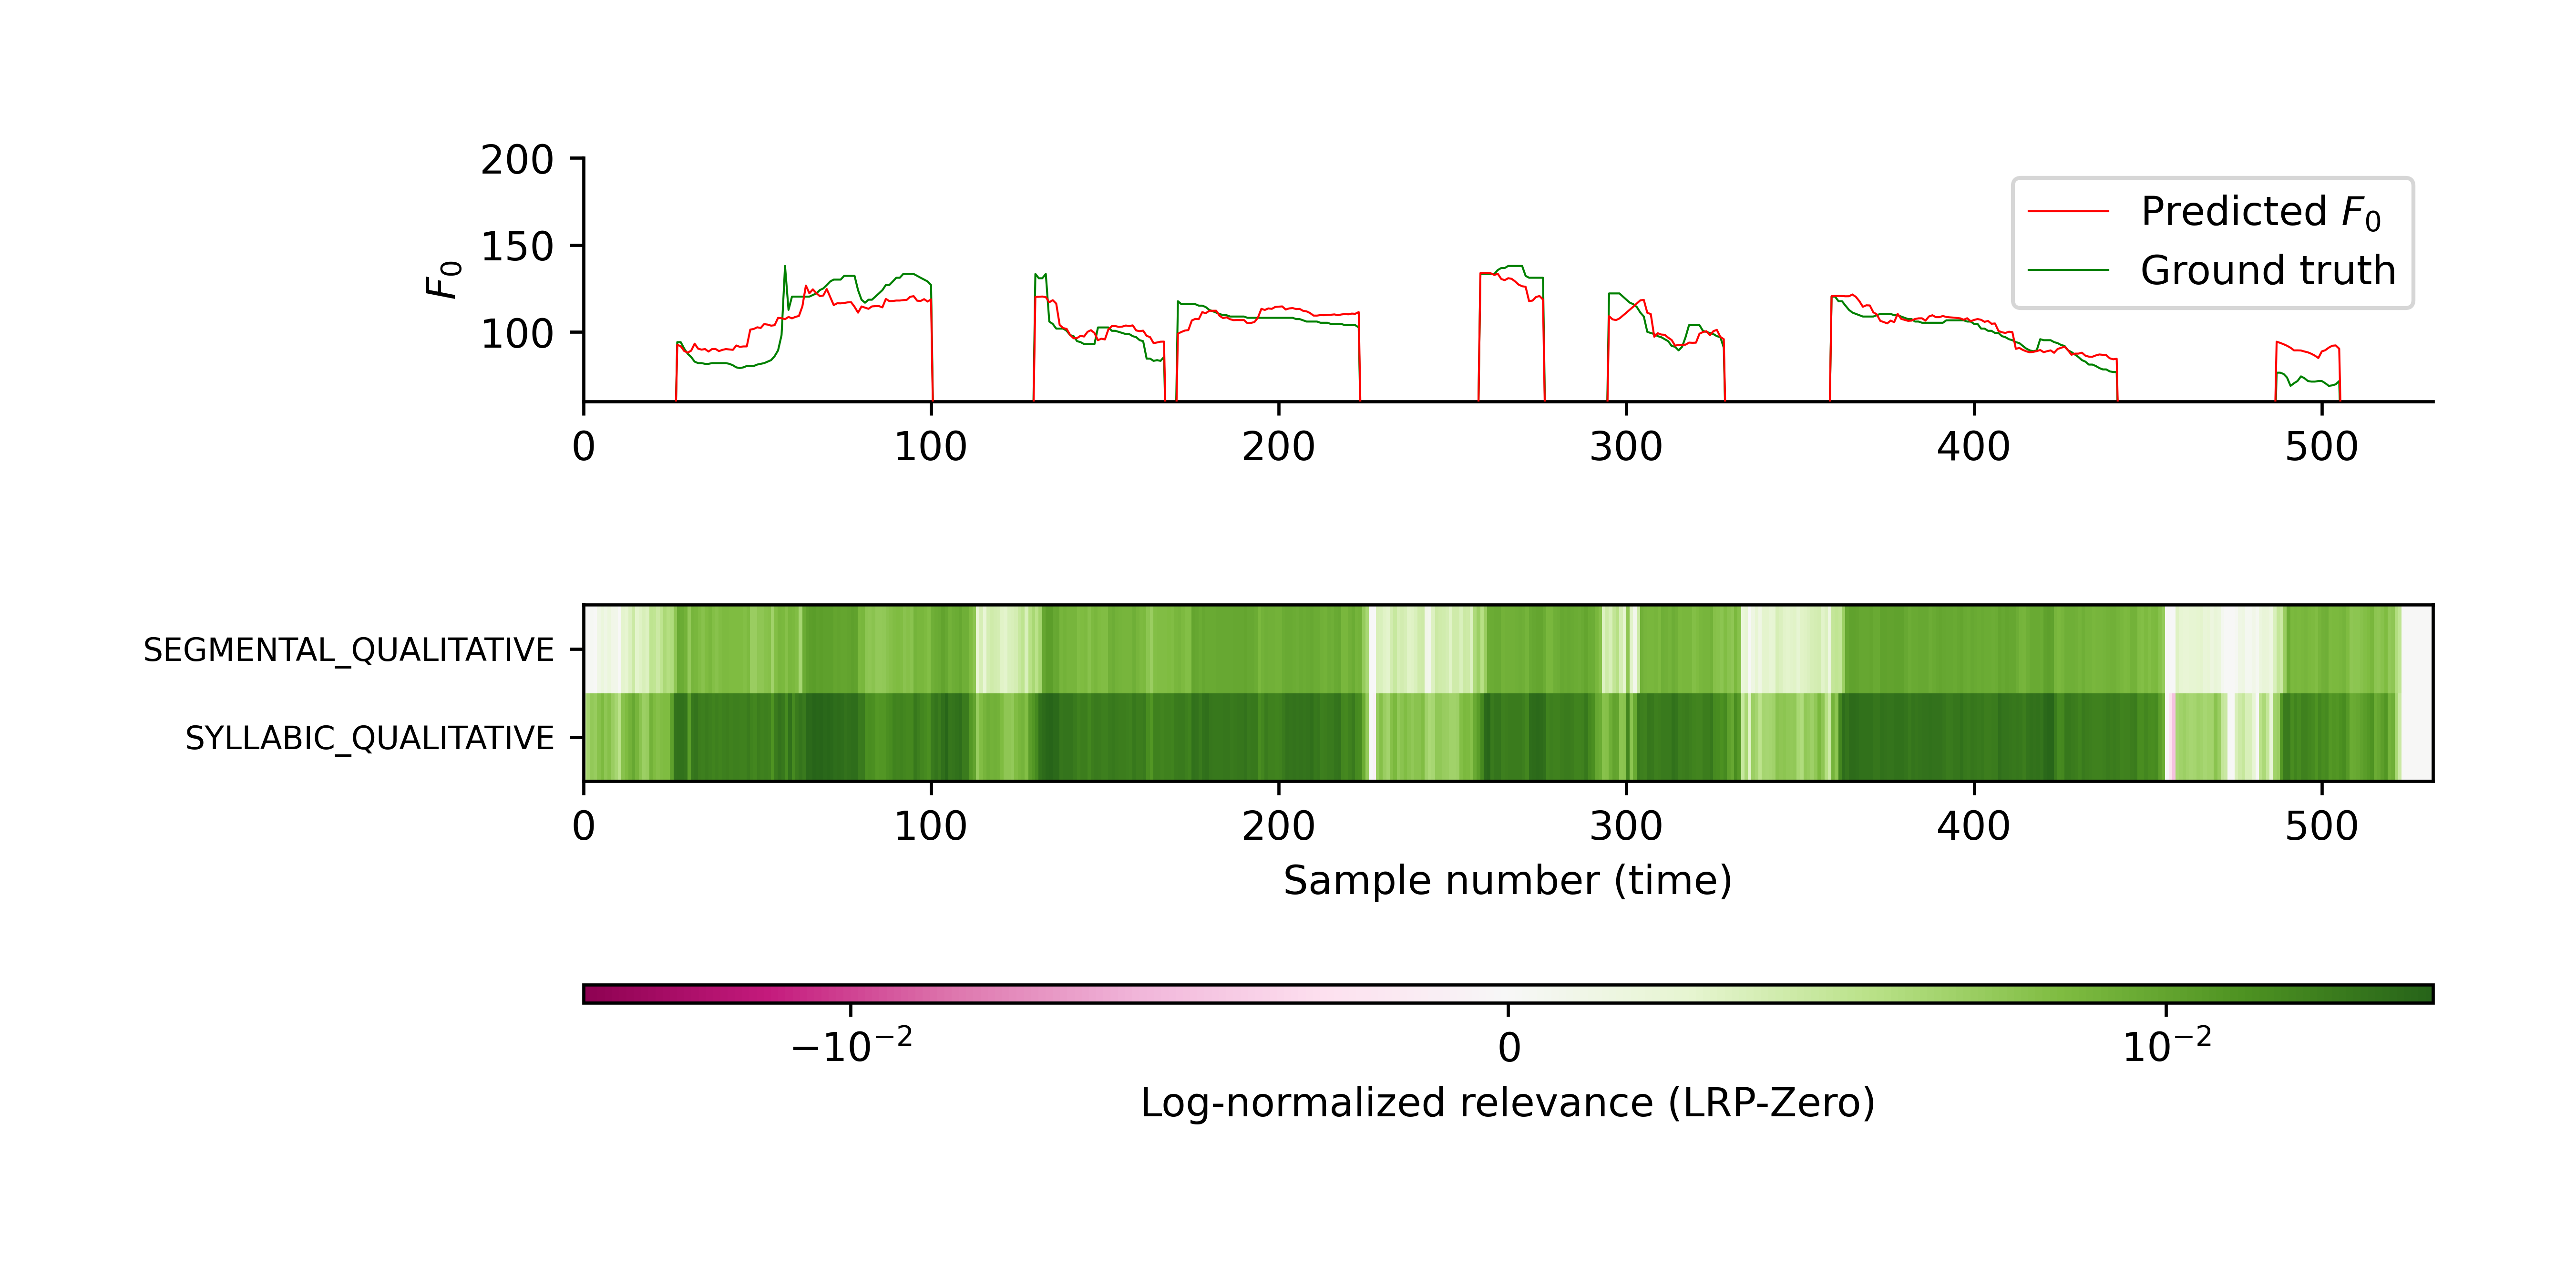 200
150
100
F0
Predicted F0
Ground truth
0 100 200 300 400 500
SEGMENTAL_QUALITATIVE
SYLLABIC_QUALITATIVE
0 100 200 300 400 500
Sample number (time)
−10−2 0 10−2
Log-normalized relevance (LRP-Zero)